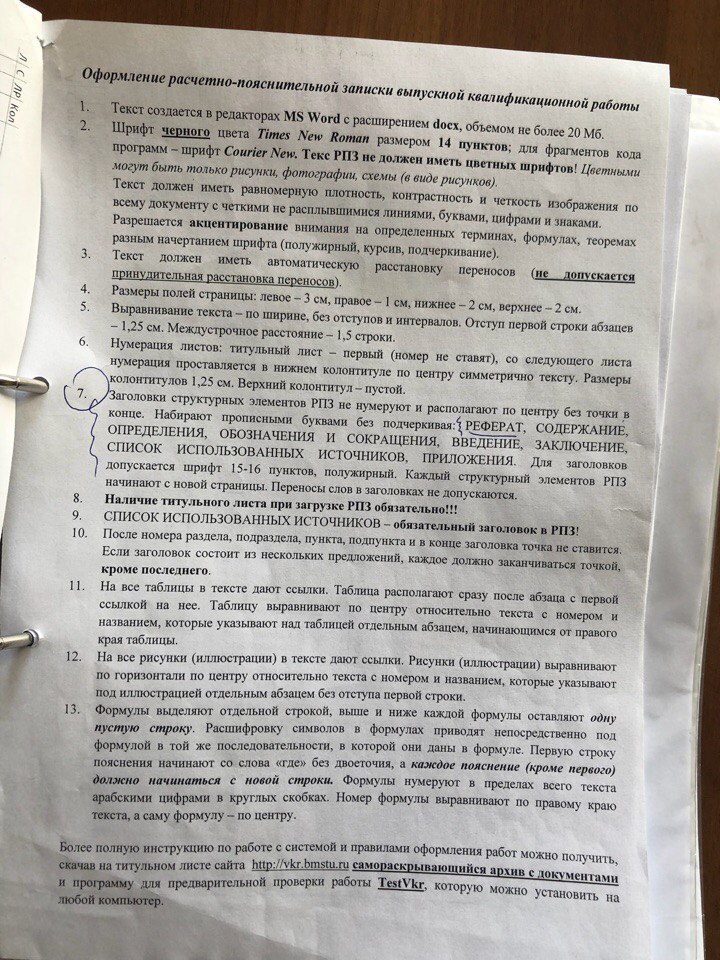 Л С ЛР Кол
Оформление расчетно-пояснительной записки выпускной квалификационной работы
1. Текст создается в редакторах MS Word с расширением docx, объемом не более 20 Мб.
2. Шрифт черного цвета Times New Roman размером 14 пунктов; для фрагментов кода
программ – шрифт Courier New. Текс РПЗ не должен иметь цветных шрифтов! Цветными
могут быть только рисунки, фотографии, схемы (в виде рисунков).
Текст должен иметь равномерную плотность, контрастность и четкость изображения по
всему документу с четкими не расплывшимися линиями, буквами, цифрами и знаками.
Разрешается акцентирование внимания на определенных терминах, формулах, теоремах
разным начертанием шрифта (полужирный, курсив, подчеркивание).
3. Текст должен иметь автоматическую расстановку переносов (не допускается
принудительная расстановка переносов).
4. Размеры полей страницы: левое – 3 см, правое – 1 см, нижнее – 2 см, верхнее – 2 см.
5. Выравнивание текста – по ширине, без отступов и интервалов. Отступ первой строки абзацев
– 1,25 см. Междустрочное расстояние – 1,5 строки.
6. Нумерация листов: титульный лист – первый (номер не ставят), со следующего листа
нумерация проставляется в нижнем колонтитуле по центру симметрично тексту. Размеры
колонтитулов 1,25 см. Верхний колонтитул – пустой.
7. Заголовки структурных элементов РПЗ не нумеруют и располагают по центру без точки в
конце. Набирают прописными буквами без подчеркивая: РЕФЕРАТ, СОДЕРЖАНИЕ,
ОПРЕДЕЛЕНИЯ, ОБОЗНАЧЕНИЯ И СОКРАЩЕНИЯ, ВВЕДЕНИЕ, ЗАКЛЮЧЕНИЕ,
СПИСОК ИСПОЛЬЗОВАННЫХ ИСТОЧНИКОВ, ПРИЛОЖЕНИЯ. Для заголовков
допускается шрифт 15-16 пунктов, полужирный. Каждый структурный элементов РПЗ
начинают с новой страницы. Переносы слов в заголовках не допускаются.
8. Наличие титульного листа при загрузке РПЗ обязательно!!!
9. СПИСОК ИСПОЛЬЗОВАННЫХ ИСТОЧНИКОВ – обязательный заголовок в РПЗ!
10. После номера раздела, подраздела, пункта, подпункта и в конце заголовка точка не ставится.
Если заголовок состоит из нескольких предложений, каждое должно заканчиваться точкой,
кроме последнего.
11. На все таблицы в тексте дают ссылки. Таблица располагают сразу после абзаца с первой
ссылкой на нее. Таблицу выравнивают по центру относительно текста с номером и
названием, которые указывают над таблицей отдельным абзацем, начинающимся от правого
края таблицы.
12. На все рисунки (иллюстрации) в тексте дают ссылки. Рисунки (иллюстрации) выравнивают
по горизонтали по центру относительно текста с номером и названием, которые указывают
под иллюстрацией отдельным абзацем без отступа первой строки.
13. Формулы выделяют отдельной строкой, выше и ниже каждой формулы оставляют одну
пустую строку. Расшифровку символов в формулах приводят непосредственно под
формулой в той же последовательности, в которой они даны в формуле. Первую строку
пояснения начинают со слова «где» без двоеточия, а каждое пояснение (кроме первого)
должно начинаться с новой строки. Формулы нумеруют в пределах всего текста
арабскими цифрами в круглых скобках. Номер формулы выравнивают по правому краю
текста, а саму формулу – по центру.
Более полную инструкцию по работе с системой и правилами оформления работ можно получить,
скачав на титульном листе сайта http://vkr.bmstu.ru самораскрывающийся архив с документами
и программу для предварительной проверки работы TestVkr, которую можно установить на
любой компьютер.